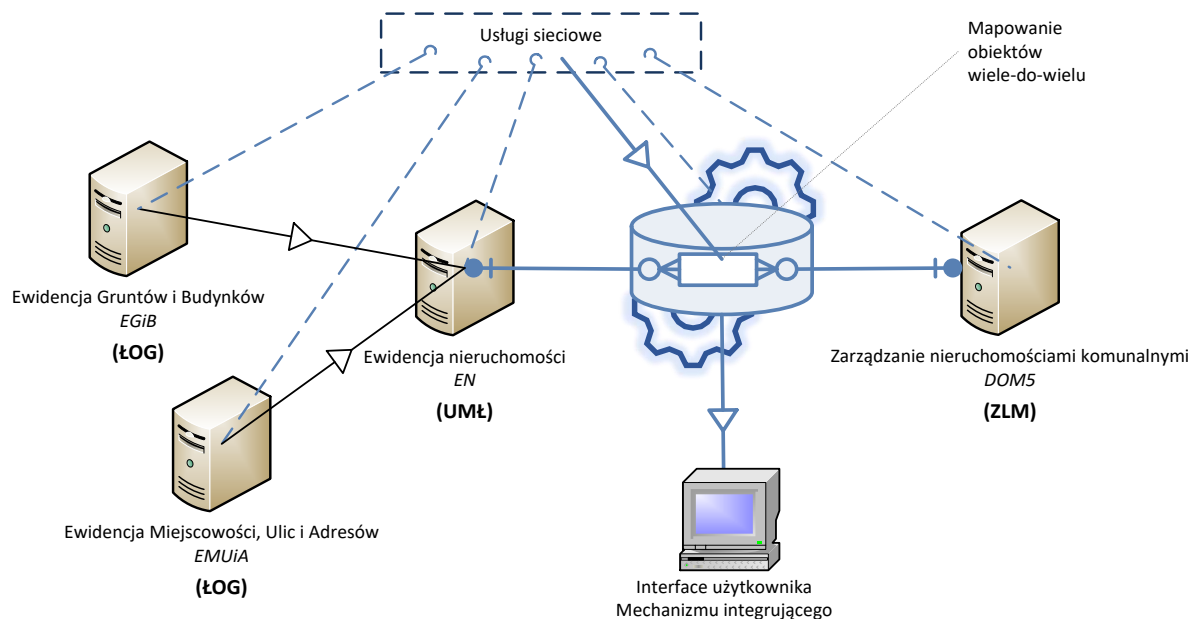 Usługi sieciowe
Mapowanie
obiektów
wiele-do-wielu
Ewidencja Gruntów i Budynków
EGiB
(ŁOG)
Ewidencja nieruchomości
EN
(UMŁ)
Zarządzanie nieruchomościami komunalnymi
DOM5
(ZLM)
Ewidencja Miejscowości, Ulic i Adresów
EMUiA
(ŁOG)
Interface użytkownika
Mechanizmu integrującego